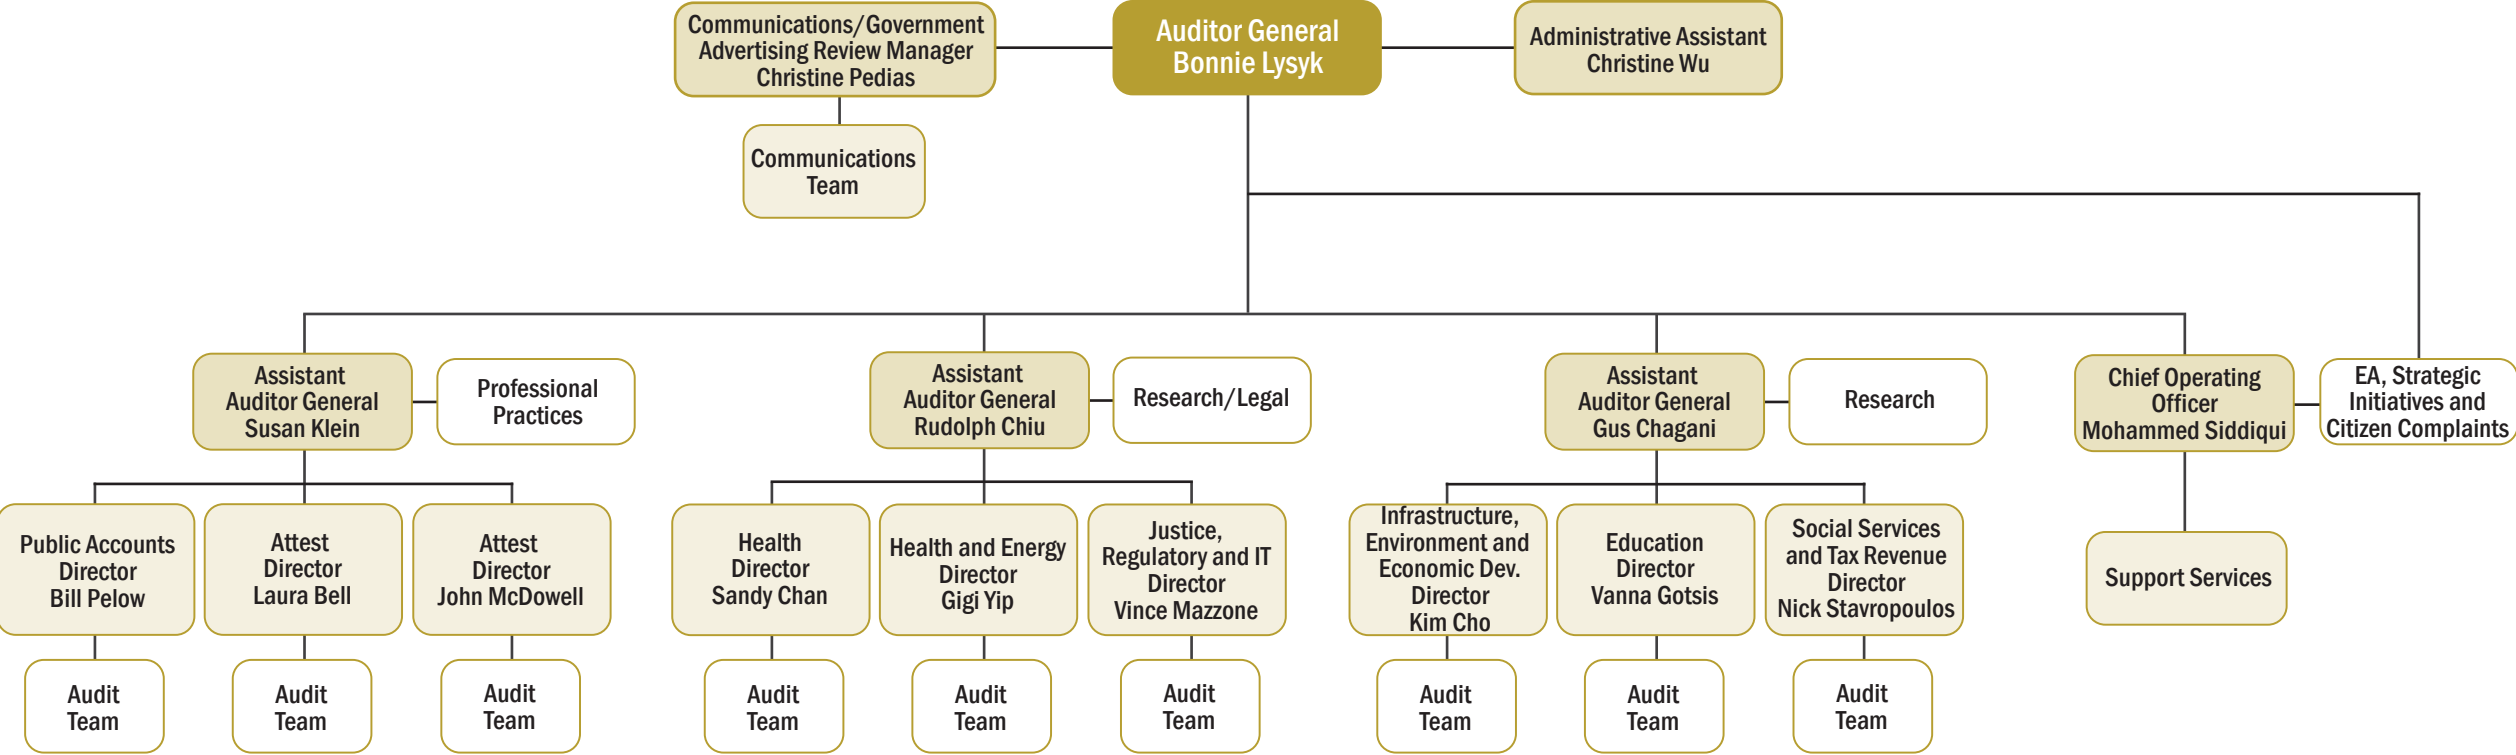 Communications/Government
Advertising Review Manager
Christine Pedias
Auditor General
Bonnie Lysyk
Administrative Assistant
Christine Wu
Communications
Team
Assistant
Auditor General
Susan Klein
Professional
Practices
Assistant
Auditor General
Rudolph Chiu
Research/Legal
Assistant
Auditor General
Gus Chagani
Research
Chief Operating
Officer
Mohammed Siddiqui
EA, Strategic
Initiatives and
Citizen Complaints
Public Accounts
Director
Bill Pelow
Attest
Director
Laura Bell
Attest
Director
John McDowell
Health
Director
Sandy Chan
Health and Energy
Director
Gigi Yip
Justice,
Regulatory and IT
Director
Vince Mazzone
Infrastructure,
Environment and
Economic Dev.
Director
Kim Cho
Education
Director
Vanna Gotsis
Social Services
and Tax Revenue
Director
Nick Stavropoulos
Support Services
Audit
Team
Audit
Team
Audit
Team
Audit
Team
Audit
Team
Audit
Team
Audit
Team
Audit
Team
Audit
Team